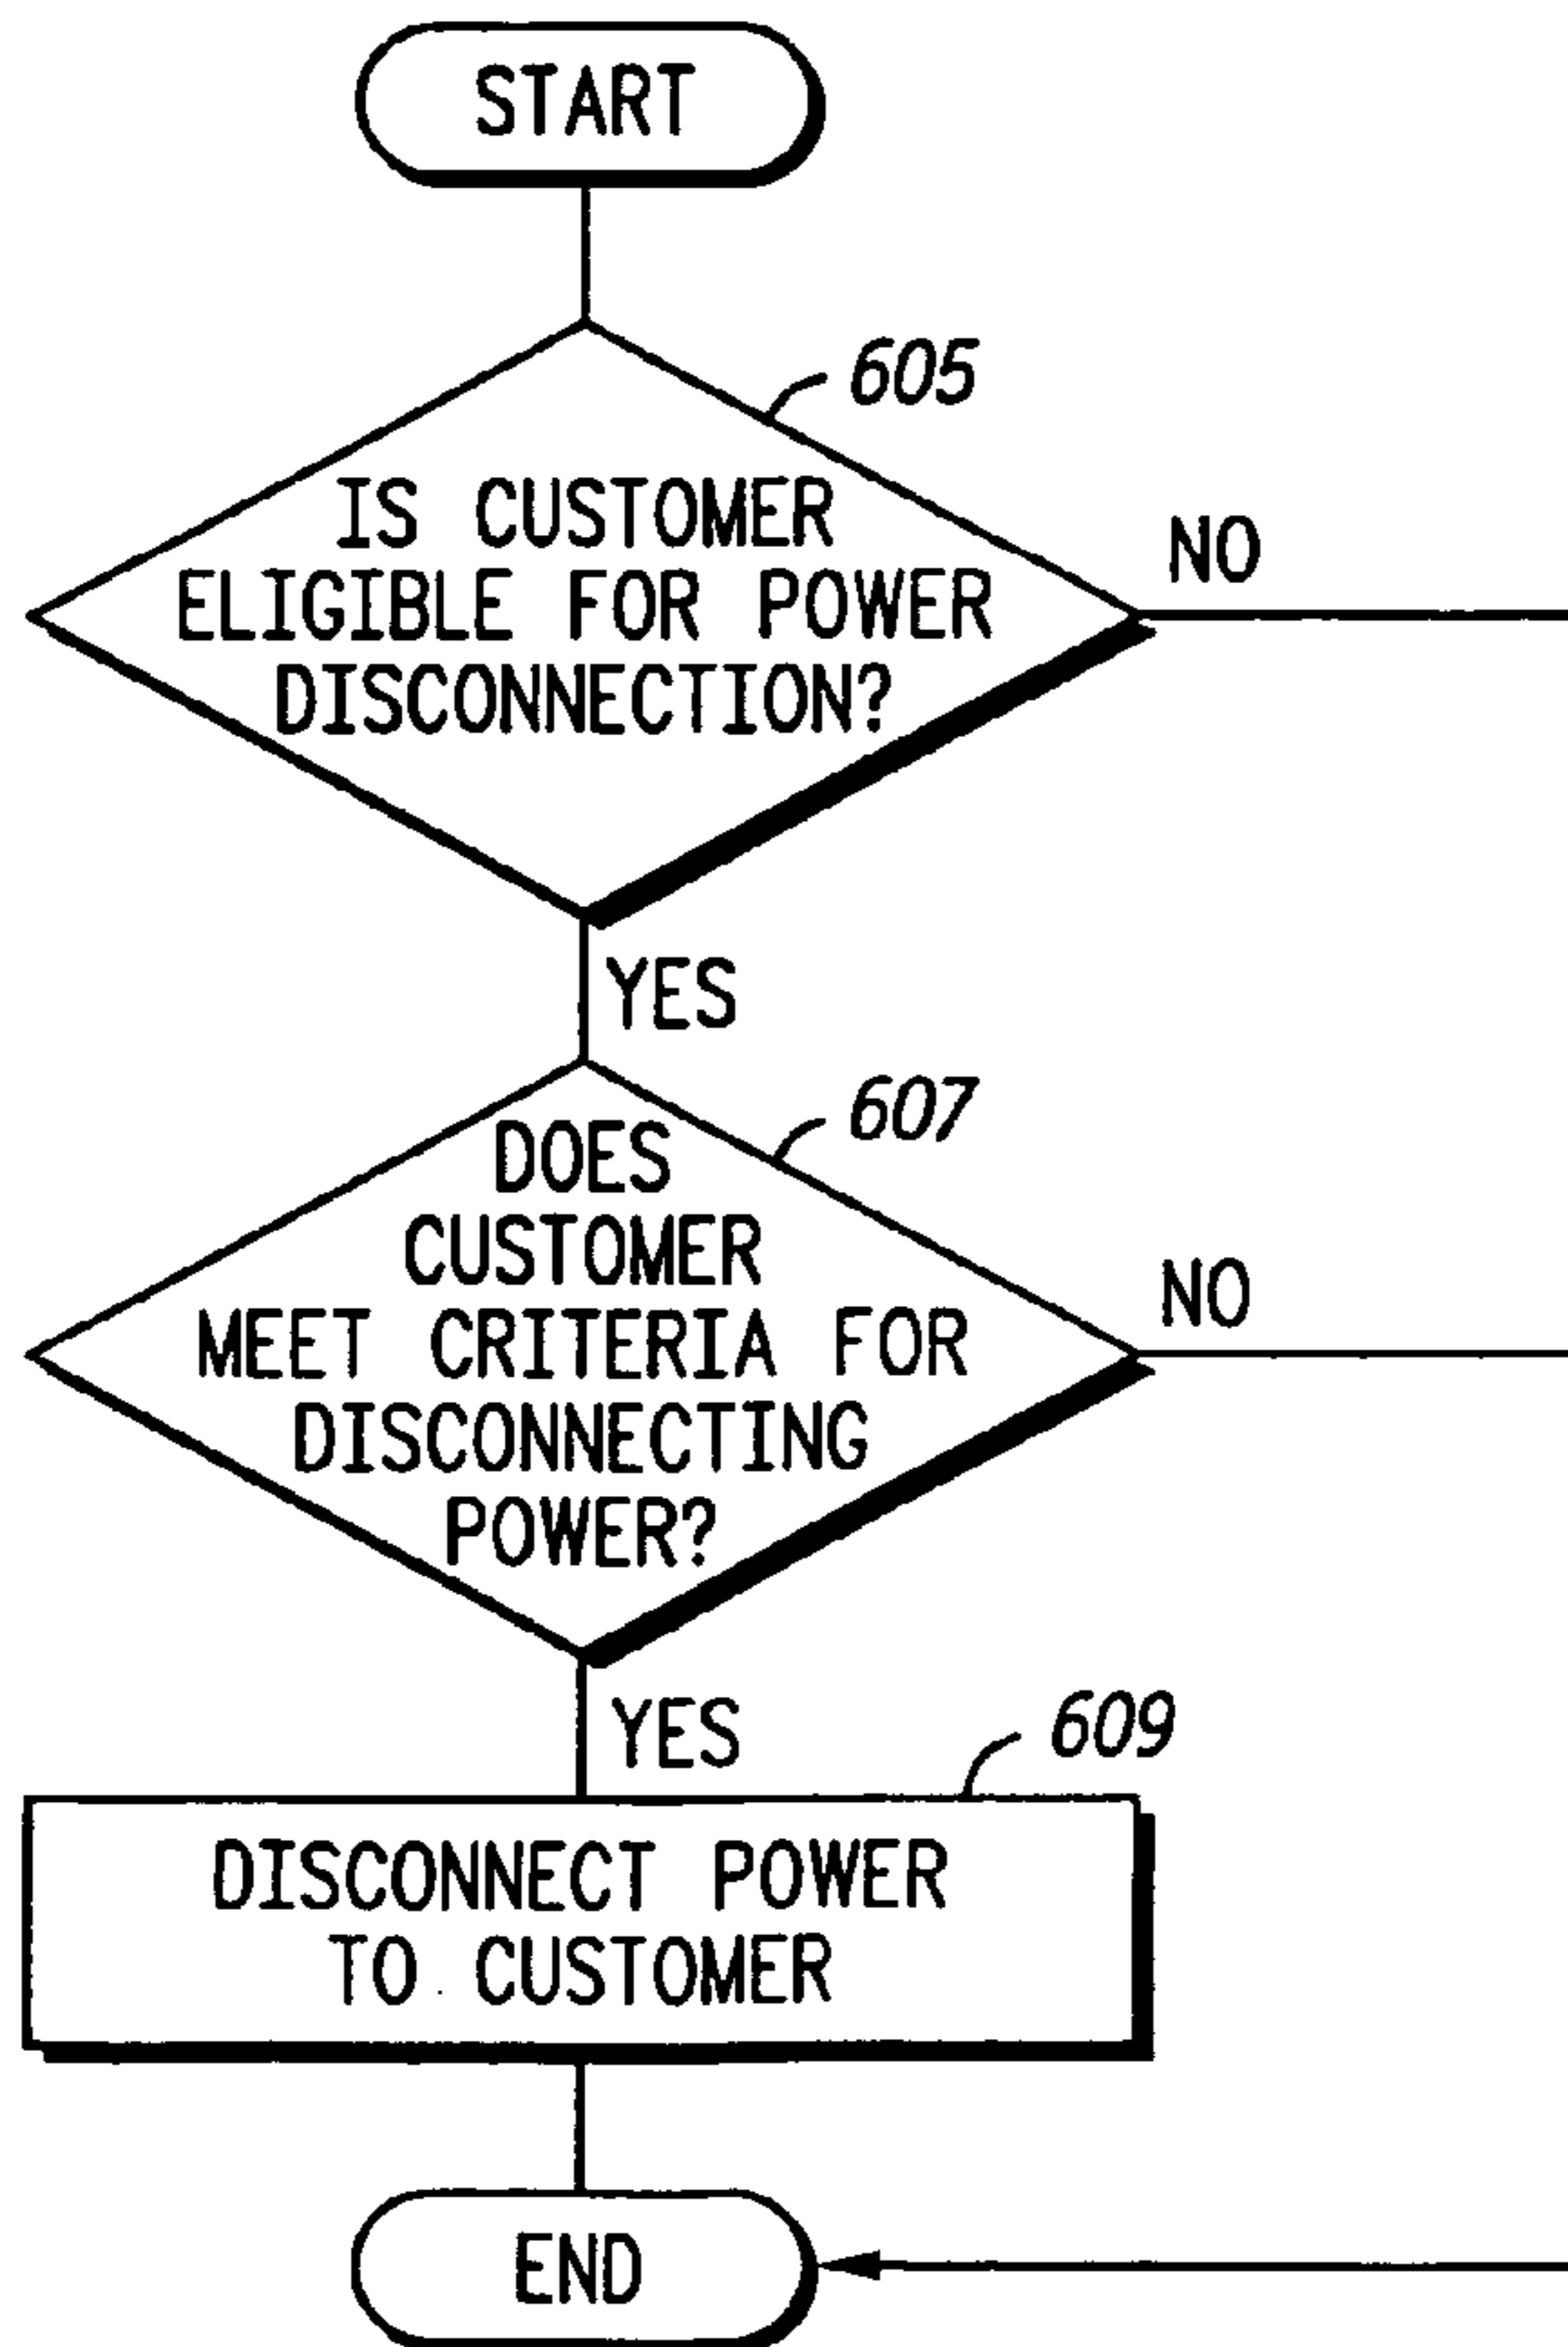 START
605
IS CUSTOMER
ELIGIBLE FOR POWER
DISCONNECTION?
NO
YES
607
DOES
CUSTOMER
MEET CRITERIA FOR
DISCONNECTING
POWER?
NO
YES
609
DISCONNECT POWER
TO CUSTOMER
END